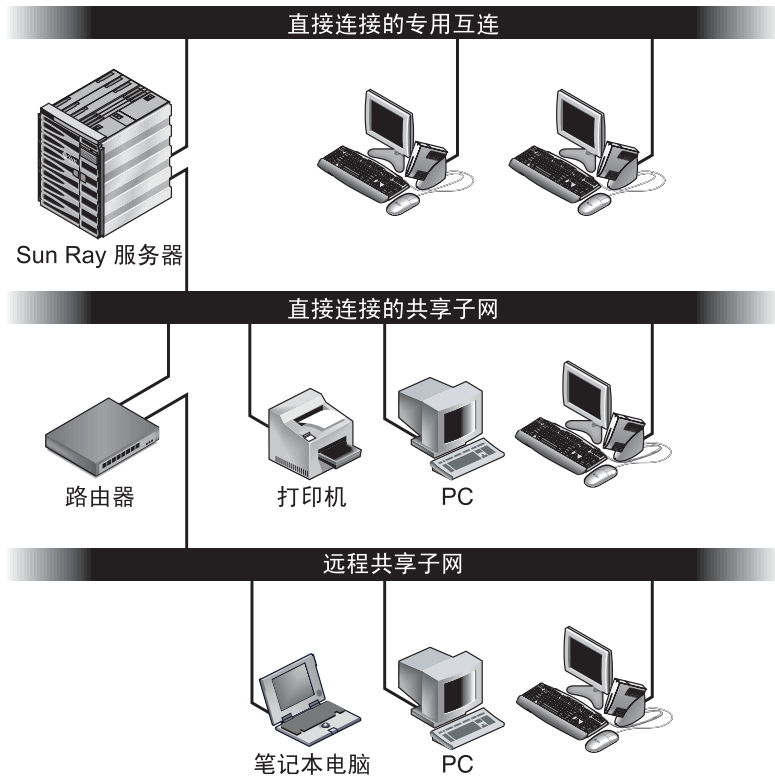 直接连接的专用互连
Sun Ray 服务器
直接连接的共享子网
路由器
打印机
PC
远程共享子网
笔记本电脑
PC